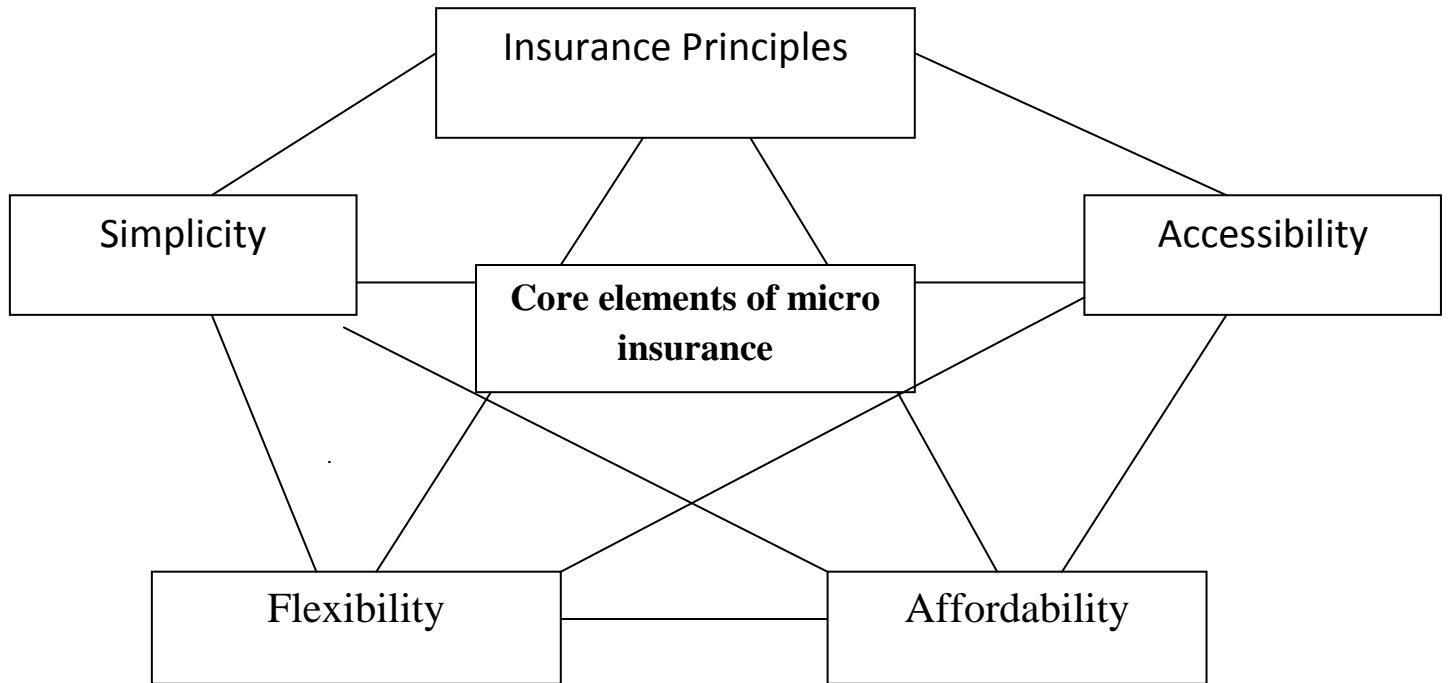 Insurance Principles
Simplicity
Accessibility
Core elements of micro
insurance
Flexibility
Affordability